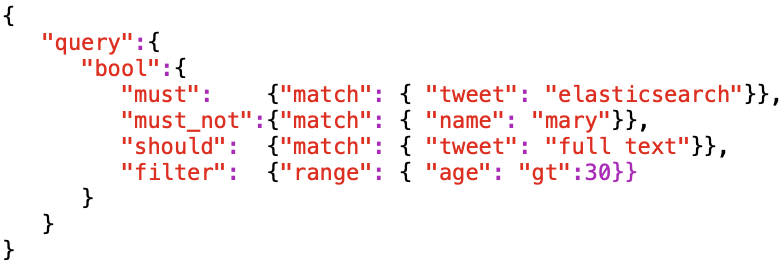 {
   "query":{
      "bool":{
         "must":    {"match": { "tweet": "elasticsearch"}},
         "must_not":{"match": { "name": "mary"}},
         "should":  {"match": { "tweet": "full text"}},
         "filter":  {"range": { "age": "gt":30}}
      }
   }
}